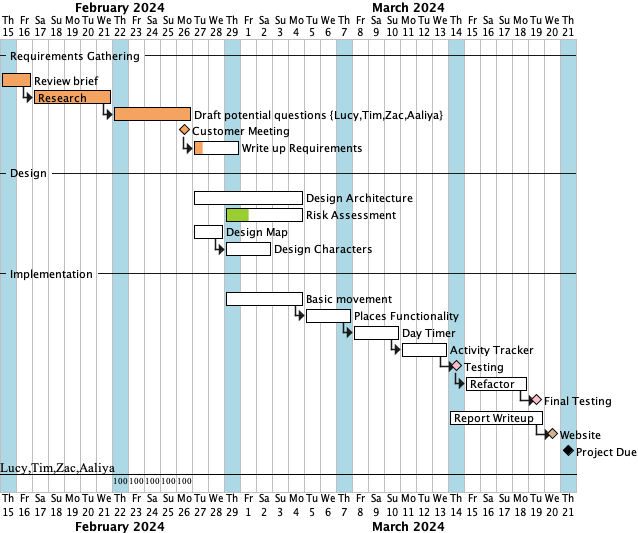 February 2024 March 2024
Th Fr Sa Su Mo Tu We Th Fr Sa Su Mo Tu We Th Fr Sa Su Mo Tu We Th Fr Sa Su Mo Tu We Th Fr Sa Su Mo Tu We Th
15 16 17 18 19 20 21 22 23 24 25 26 27 28 29 1 2 3 4 5 6 7 8 9 10 11 12 13 14 15 16 17 18 19 20 21
Requirements Gathering
Review brief
Research
Draft potential questions {Lucy,Tim,Zac,Aaliya}
Customer Meeting
Write up Requirements
Design
Design Architecture
Risk Assessment
Design Map
Design Characters
Implementation
Basic movement
Places Functionality
Day Timer
Activity Tracker
Testing
Refactor
Final Testing
Report Writeup
Website
Project Due
Lucy,Tim,Zac,Aaliya
100 100 100 100 100
Th Fr Sa Su Mo Tu We Th Fr Sa Su Mo Tu We Th Fr Sa Su Mo Tu We Th Fr Sa Su Mo Tu We Th Fr Sa Su Mo Tu We Th
15 16 17 18 19 20 21 22 23 24 25 26 27 28 29 1 2 3 4 5 6 7 8 9 10 11 12 13 14 15 16 17 18 19 20 21
February 2024 March 2024